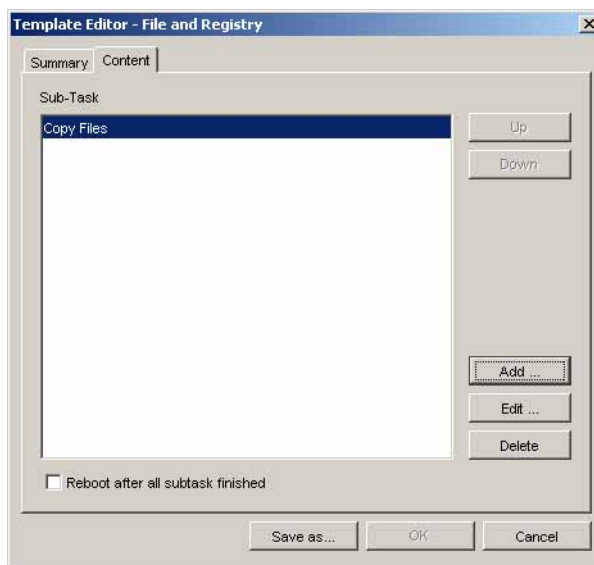 Template Editor - File and Registry
Summary
Content
Sub-Task
Copy Files
Up
Down
Add ...
Edit ...
Delete
Reboot after all subtask finished
Save as...
OK
Cancel